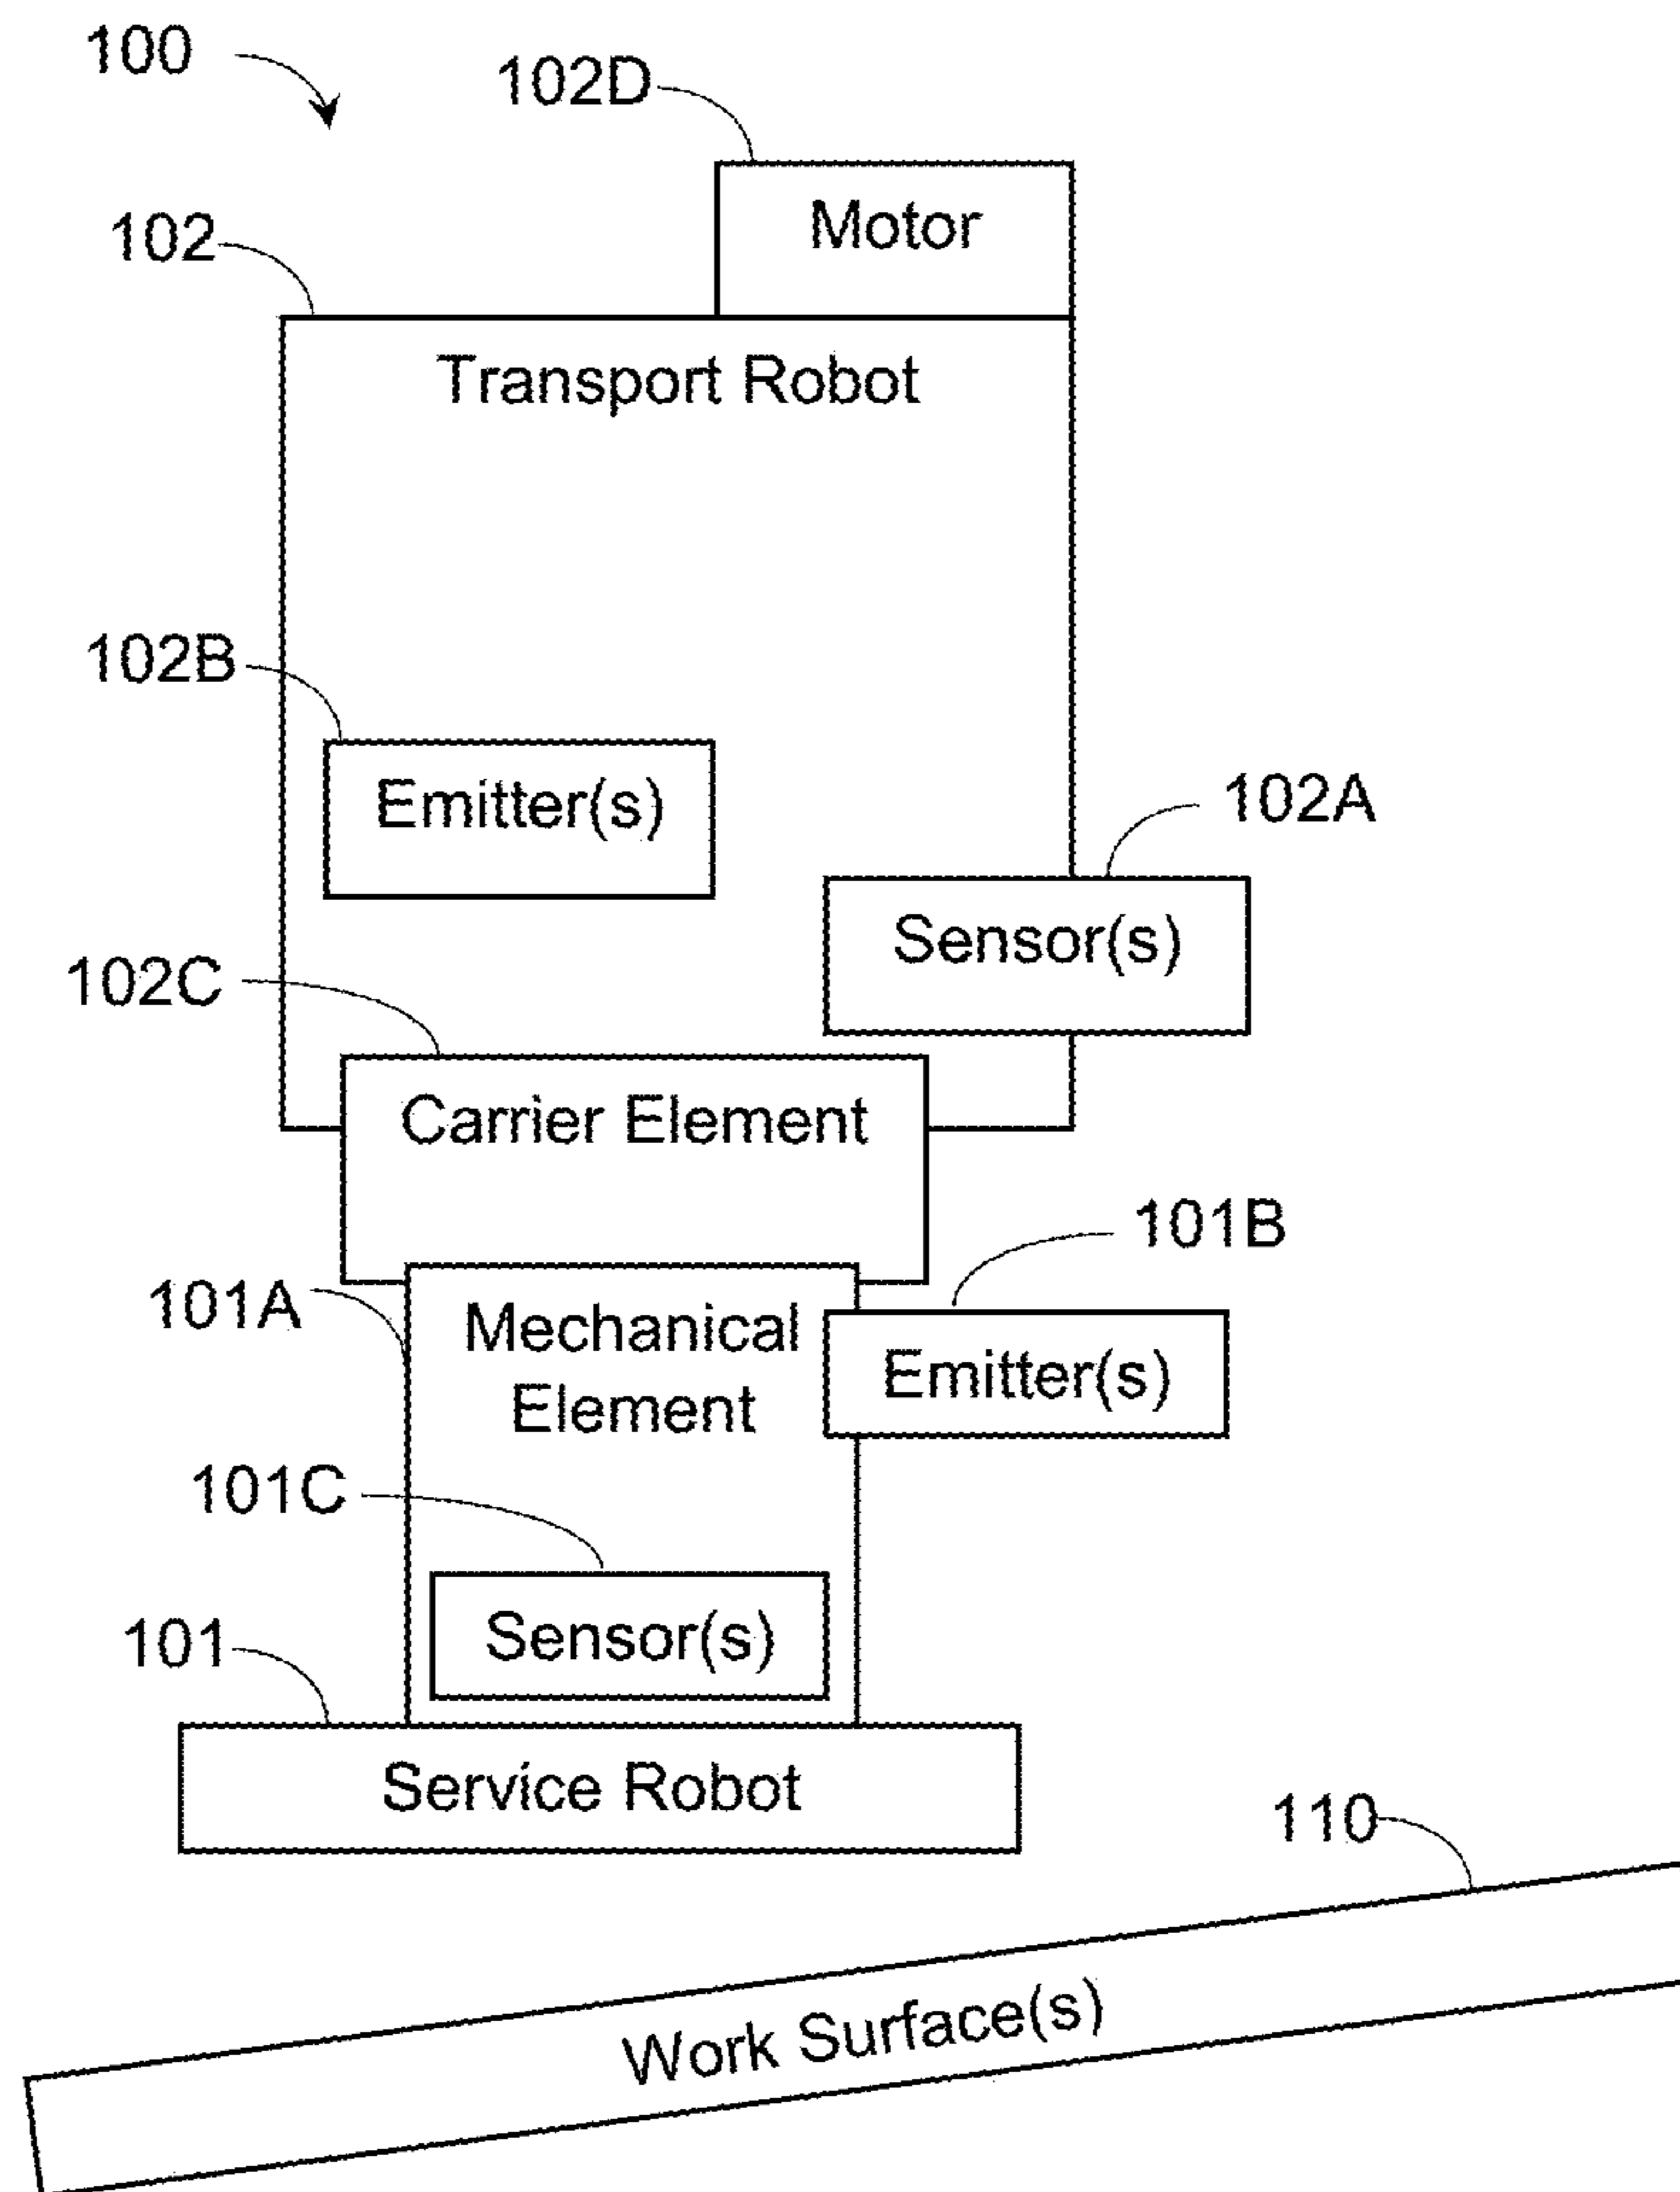 100
102D
Motor
102
Transport Robot
102B
Emitter(s)
102A
Sensor(s)
102C
Carrier Element
101B
101A
Mechanical
Element
Emitter(s)
101C
Sensor(s)
101
Service Robot
110
Work Surface(s)